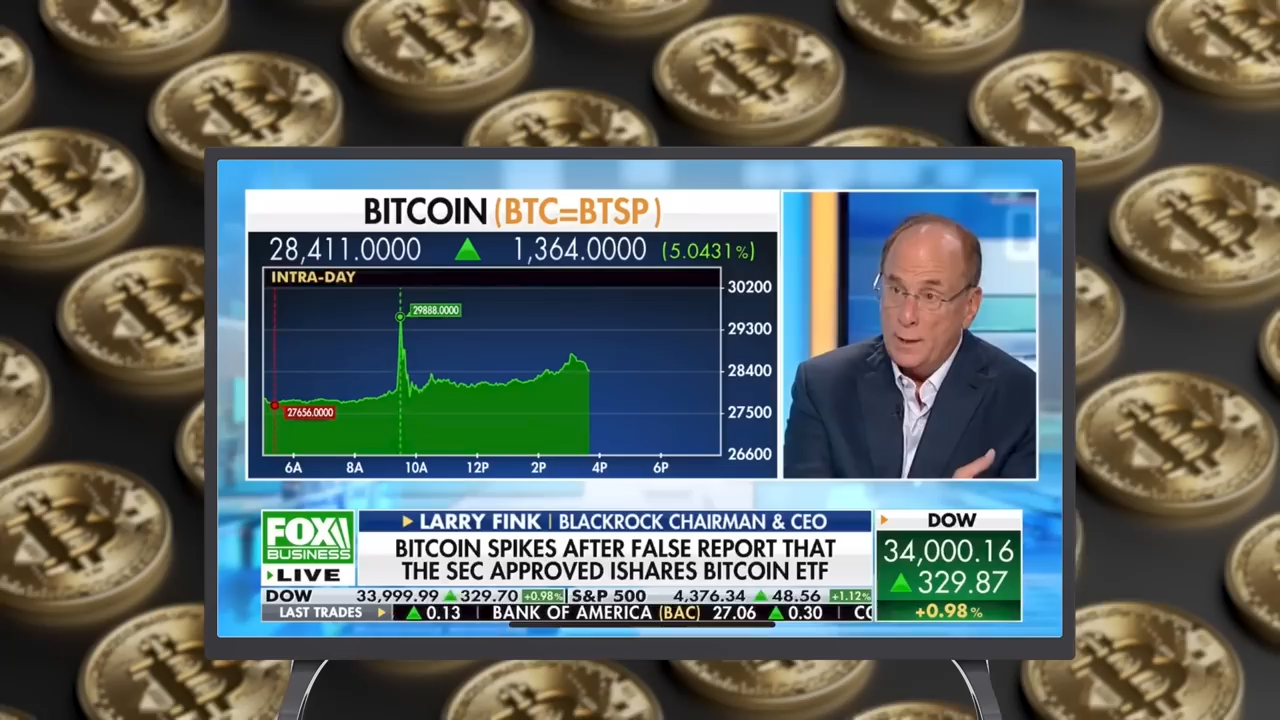 BITCOIN (BTC=BTSP)
28,411.0000 ▲ 1,364.0000 (5.0431%)
INTRA-DAY
30200
29888.0000
29300
28400
27656.0000
27500
26600
6A 8A 10A 12P 2P 4P 6P
FOX
BUSINESS
LIVE
LARRY FINK | BLACKROCK CHAIRMAN & CEO
BITCOIN SPIKES AFTER FALSE REPORT THAT
THE SEC APPROVED ISHARES BITCOIN ETF
DOW
34,000.16
▲ 329.87
+0.98%
DOW 33,999.99 ▲ 329.70 +0.98% S&P 500 4,376.34 ▲ 48.56 +1.12%
LAST TRADES ▲ 0.13 | BANK OF AMERICA (BAC) 27.06 ▲ 0.30 | CO